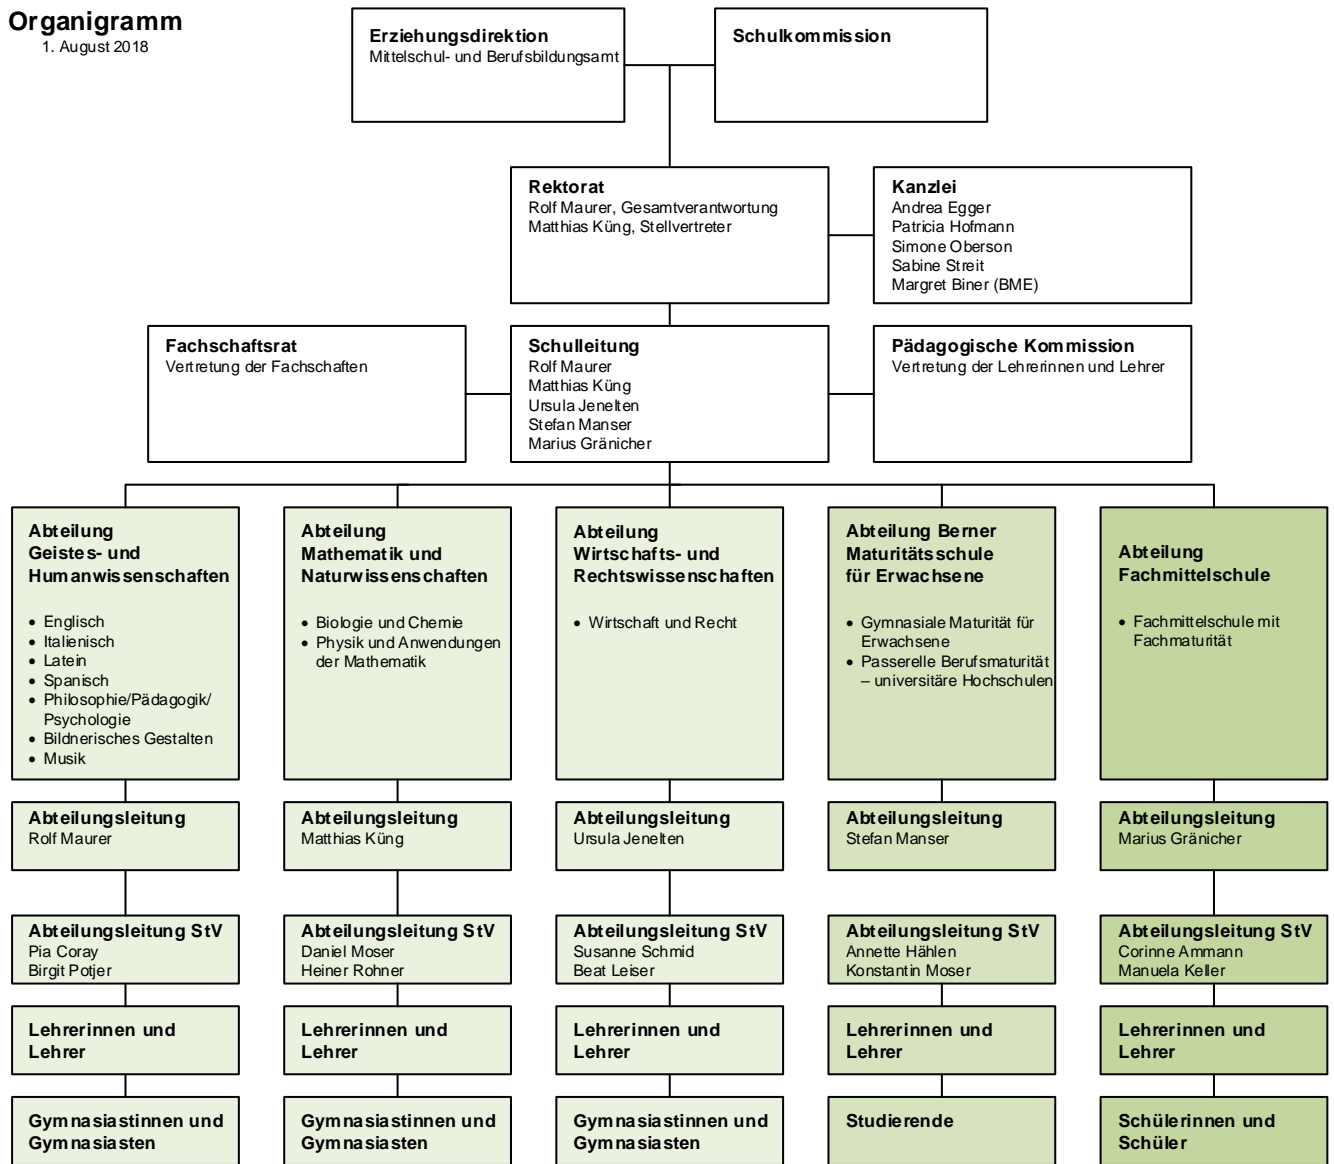 Organigramm
1. August 2018
Erziehungsdirektion
Mittelschul- und Berufsbildungsamt
Schulkommission
Rektorat
Rolf Maurer, Gesamtverantwortung
Matthias Küng, Stellvertreter
Kanzlei
Andrea Egger
Patricia Hofmann
Simone Oberson
Sabine Streit
Margret Biner (BME)
Fachschaftsrat
Vertretung der Fachschaften
Schulleitung
Rolf Maurer
Matthias Küng
Ursula Jenelten
Stefan Manser
Marius Gränicher
Pädagogische Kommission
Vertretung der Lehrerinnen und Lehrer
Abteilung
Geistes- und
Humanwissenschaften
• Englisch
• Italienisch
• Latein
• Spanisch
• Philosophie/Pädagogik/
Psychologie
• Bildnerisches Gestalten
• Musik
Abteilung
Mathematik und
Naturwissenschaften
• Biologie und Chemie
• Physik und Anwendungen
der Mathematik
Abteilung
Wirtschafts- und
Rechtswissenschaften
• Wirtschaft und Recht
Abteilung Berner
Maturitätsschule
für Erwachsene
• Gymnasiale Maturität für
Erwachsene
• Passerelle Berufsmaturität
– universitäre Hochschulen
Abteilung
Fachmittelschule
• Fachmittelschule mit
Fachmaturität
Abteilungsleitung
Rolf Maurer
Abteilungsleitung
Matthias Küng
Abteilungsleitung
Ursula Jenelten
Abteilungsleitung
Stefan Manser
Abteilungsleitung
Marius Gränicher
Abteilungsleitung StV
Pia Coray
Birgit Potjer
Abteilungsleitung StV
Daniel Moser
Heiner Rohner
Abteilungsleitung StV
Susanne Schmid
Beat Leiser
Abteilungsleitung StV
Annette Hählen
Konstantin Moser
Abteilungsleitung StV
Corinne Ammann
Manuela Keller
Lehrerinnen und
Lehrer
Lehrerinnen und
Lehrer
Lehrerinnen und
Lehrer
Lehrerinnen und
Lehrer
Lehrerinnen und
Lehrer
Gymnasiastinnen und
Gymnasiasten
Gymnasiastinnen und
Gymnasiasten
Gymnasiastinnen und
Gymnasiasten
Studierende
Schülerinnen und
Schüler